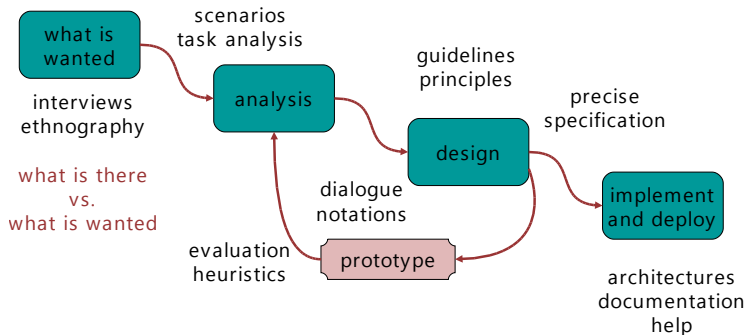 what is
wanted
scenarios
task analysis
analysis
guidelines
principles
interviews
ethnography
design
precise
specification
what is there
vs.
what is wanted
dialogue
notations
implement
and deploy
evaluation
heuristics
prototype
architectures
documentation
help